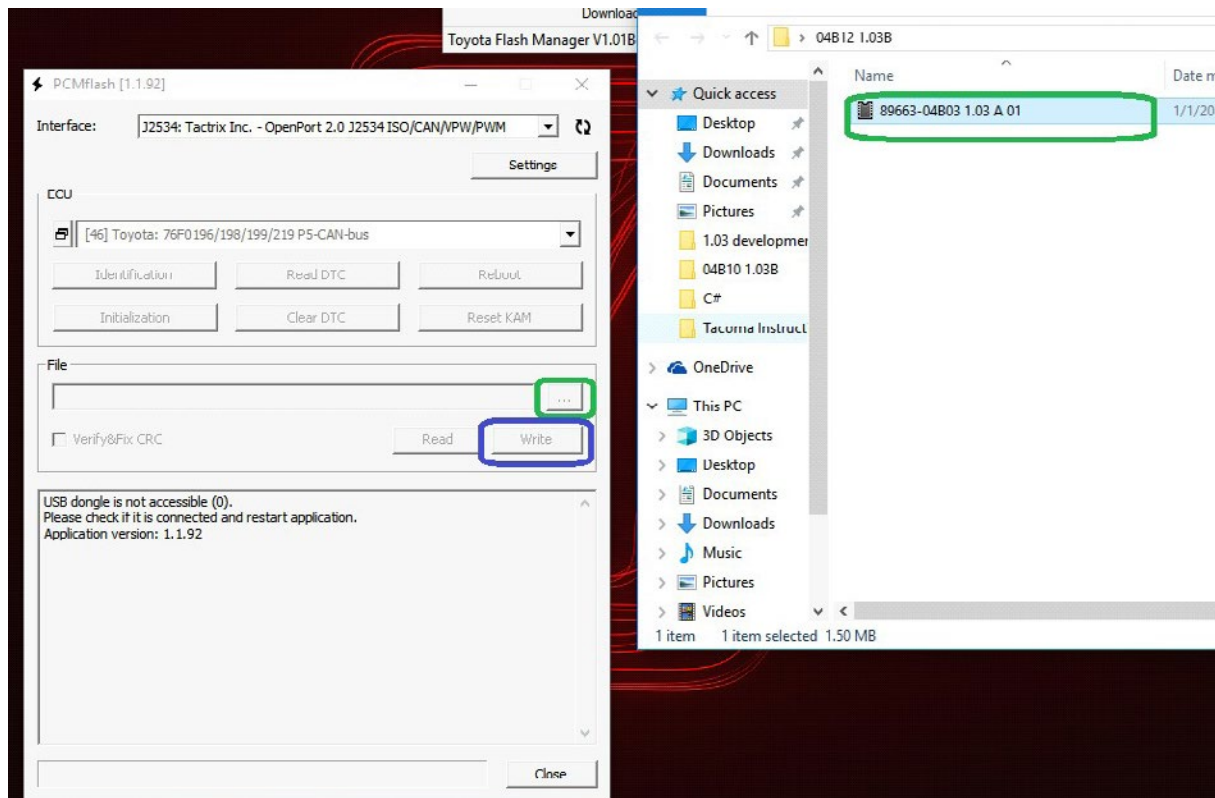 Download
Toyota Flash Manager V1.01B
PCMflash [1.1.92]
Interface:
J2534: Tactrix Inc. - OpenPort 2.0 J2534 ISO/CAN/VPW/PWM
Settings
ECU
[46] Toyota: 76F0196/198/199/219 P5-CAN-bus
Identification
Read DTC
Reboot
Initialization
Clear DTC
Reset KAM
File
...
Verify&Fix CRC
Read
Write
USB dongle is not accessible (0).
Please check if it is connected and restart application.
Application version: 1.1.92
Close
04B12 1.03B
Name
Date m
Quick access
Desktop
Downloads
Documents
Pictures
1.03 developmer
04B10 1.03B
C#
Tacoma Instruct
OneDrive
This PC
3D Objects
Desktop
Documents
Downloads
Music
Pictures
Videos
89663-04B03 1.03 A 01
1/1/20
1 item
1 item selected 1.50 MB